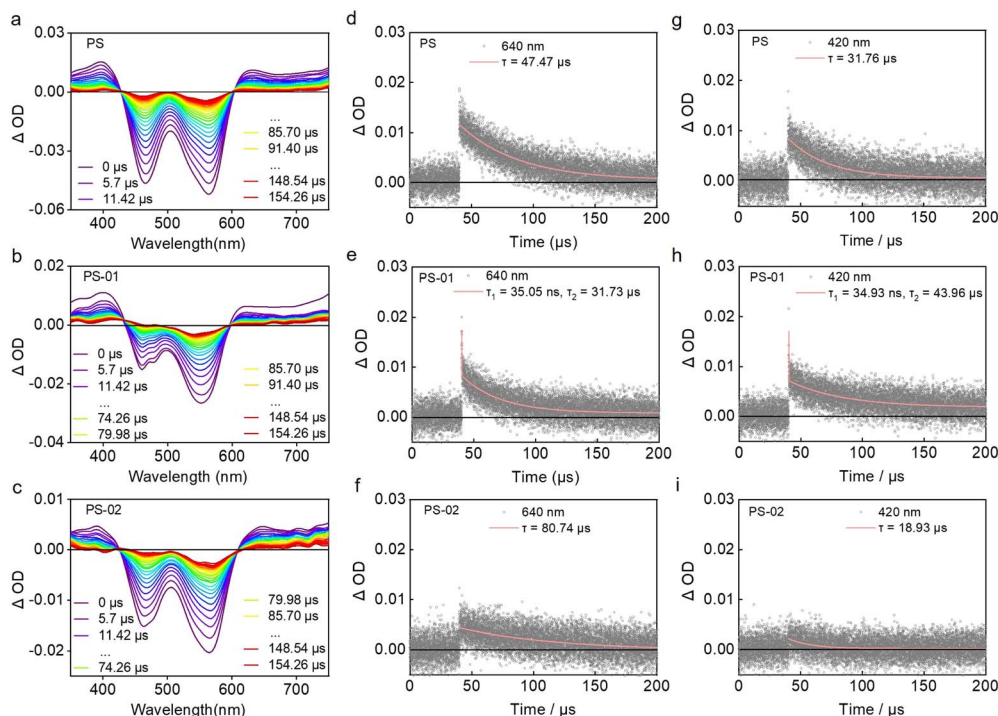 a
PS
0.03
0.00
-0.03
-0.06
Δ OD
0 μs
5.7 μs
11.42 μs
...
85.70 μs
91.40 μs
...
148.54 μs
154.26 μs
400 500 600 700
Wavelength(nm)
d
PS
640 nm
τ = 47.47 μs
0.03
0.02
0.01
0.00
Δ OD
0 50 100 150 200
Time (μs)
g
PS
420 nm
τ = 31.76 μs
0.03
0.02
0.01
0.00
Δ OD
0 50 100 150 200
Time / μs
b
PS-01
0.02
0.00
-0.02
-0.04
Δ OD
0 μs
5.7 μs
11.42 μs
...
74.26 μs
79.98 μs
85.70 μs
91.40 μs
...
148.54 μs
154.26 μs
400 500 600 700
Wavelength (nm)
e
PS-01
640 nm
τ1 = 35.05 ns, τ2 = 31.73 μs
0.03
0.02
0.01
0.00
Δ OD
0 50 100 150 200
Time (μs)
h
PS-01
420 nm
τ1 = 34.93 ns, τ2 = 43.96 μs
0.03
0.02
0.01
0.00
Δ OD
0 50 100 150 200
Time / μs
c
PS-02
0.01
0.00
-0.01
-0.02
Δ OD
0 μs
5.7 μs
11.42 μs
...
74.26 μs
79.98 μs
85.70 μs
...
148.54 μs
154.26 μs
400 500 600 700
Wavelength(nm)
f
PS-02
640 nm
τ = 80.74 μs
0.03
0.02
0.01
0.00
Δ OD
0 50 100 150 200
Time / μs
i
PS-02
420 nm
τ = 18.93 μs
0.03
0.02
0.01
0.00
Δ OD
0 50 100 150 200
Time / μs